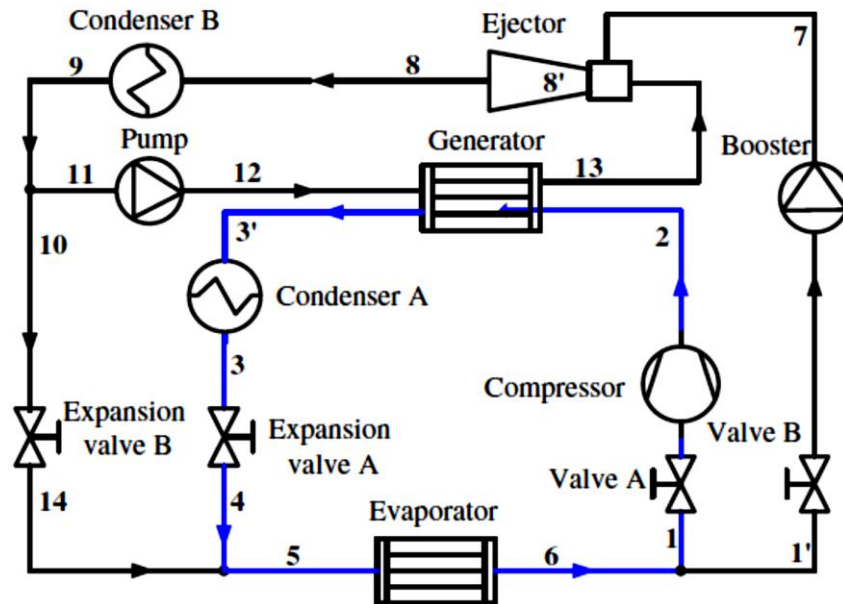 Condenser B
Ejector
7
9
8
8'
Pump
Generator
Booster
11
12
13
10
3'
2
Condenser A
3
Compressor
Expansion
valve B
Expansion
valve A
Valve B
Valve A
14
4
Evaporator
5
6
1
1'